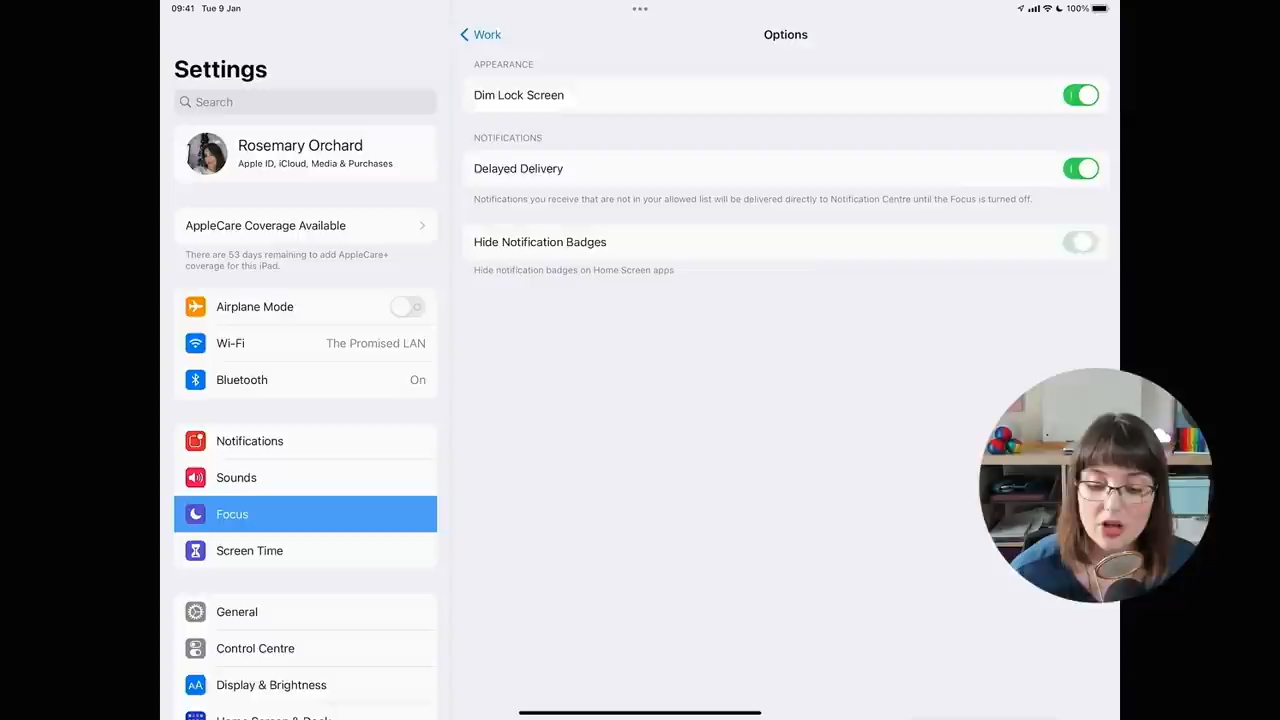 09:41 Tue 9 Jan
100%
Settings
Search
Rosemary Orchard
Apple ID, iCloud, Media & Purchases
AppleCare Coverage Available
There are 53 days remaining to add AppleCare+
coverage for this iPad.
Airplane Mode
Wi-Fi The Promised LAN
Bluetooth On
Notifications
Sounds
Focus
Screen Time
General
Control Centre
AA Display & Brightness
Home Screen & Dock
Work
Options
APPEARANCE
Dim Lock Screen
NOTIFICATIONS
Delayed Delivery
Notifications you receive that are not in your allowed list will be delivered directly to Notification Centre until the Focus is turned off.
Hide Notification Badges
Hide notification badges on Home Screen apps